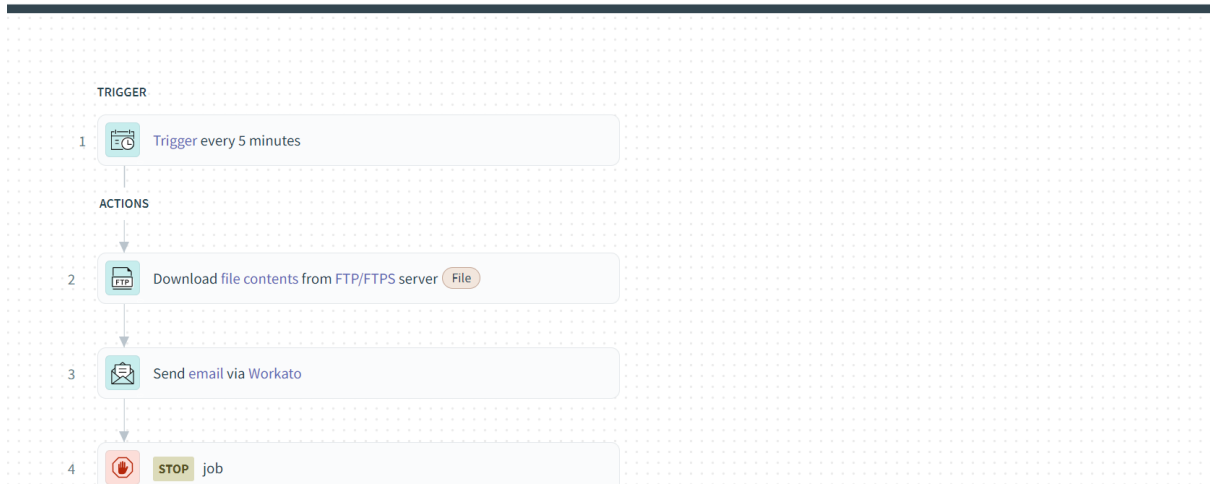 TRIGGER
1 Trigger every 5 minutes
ACTIONS
2 FTP Download file contents from FTP/FTPS server File
3 Send email via Workato
4 STOP job